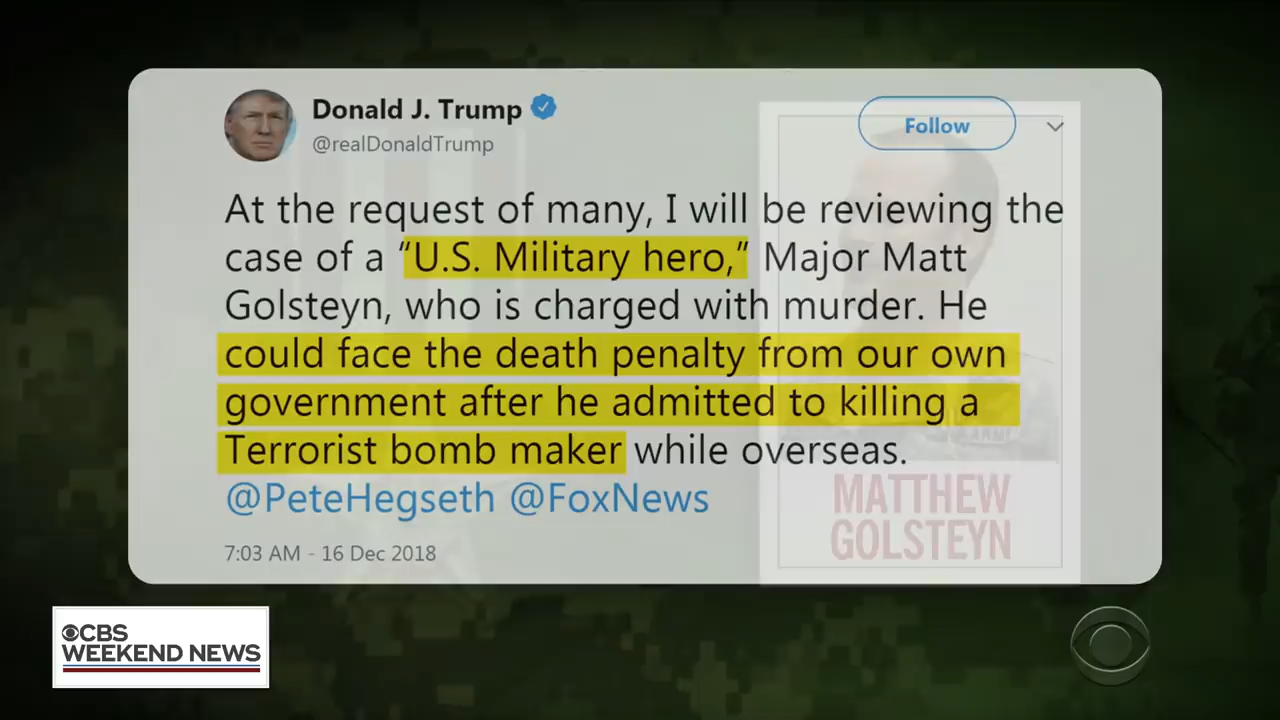 Donald J. Trump
@realDonaldTrump
Follow
At the request of many, I will be reviewing the
case of a “U.S. Military hero,” Major Matt
Golsteyn, who is charged with murder. He
could face the death penalty from our own
government after he admitted to killing a
Terrorist bomb maker while overseas.
@PeteHegseth @FoxNews
7:03 AM - 16 Dec 2018
ARMY
MATTHEW
GOLSTEYN
CBS
WEEKEND NEWS